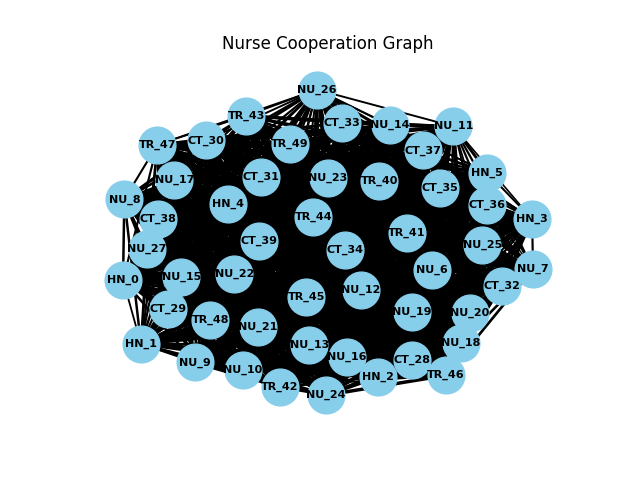 Nurse Cooperation Graph
NU_26
TR_43
CT_33
NU_14
NU_11
CT_30
TR_49
TR_47
CT_37
HN_5
NU_17
CT_31
NU_23
TR_40
CT_35
NU_8
HN_4
CT_36
CT_38
TR_44
HN_3
TR_41
NU_27
CT_39
CT_34
NU_25
HN_0
NU_15
NU_22
NU_6
NU_7
CT_32
TR_45
NU_12
CT_29
TR_48
NU_21
NU_19
NU_20
HN_1
NU_13
NU_18
NU_9
NU_10
NU_16
CT_28
TR_42
HN_2
TR_46
NU_24